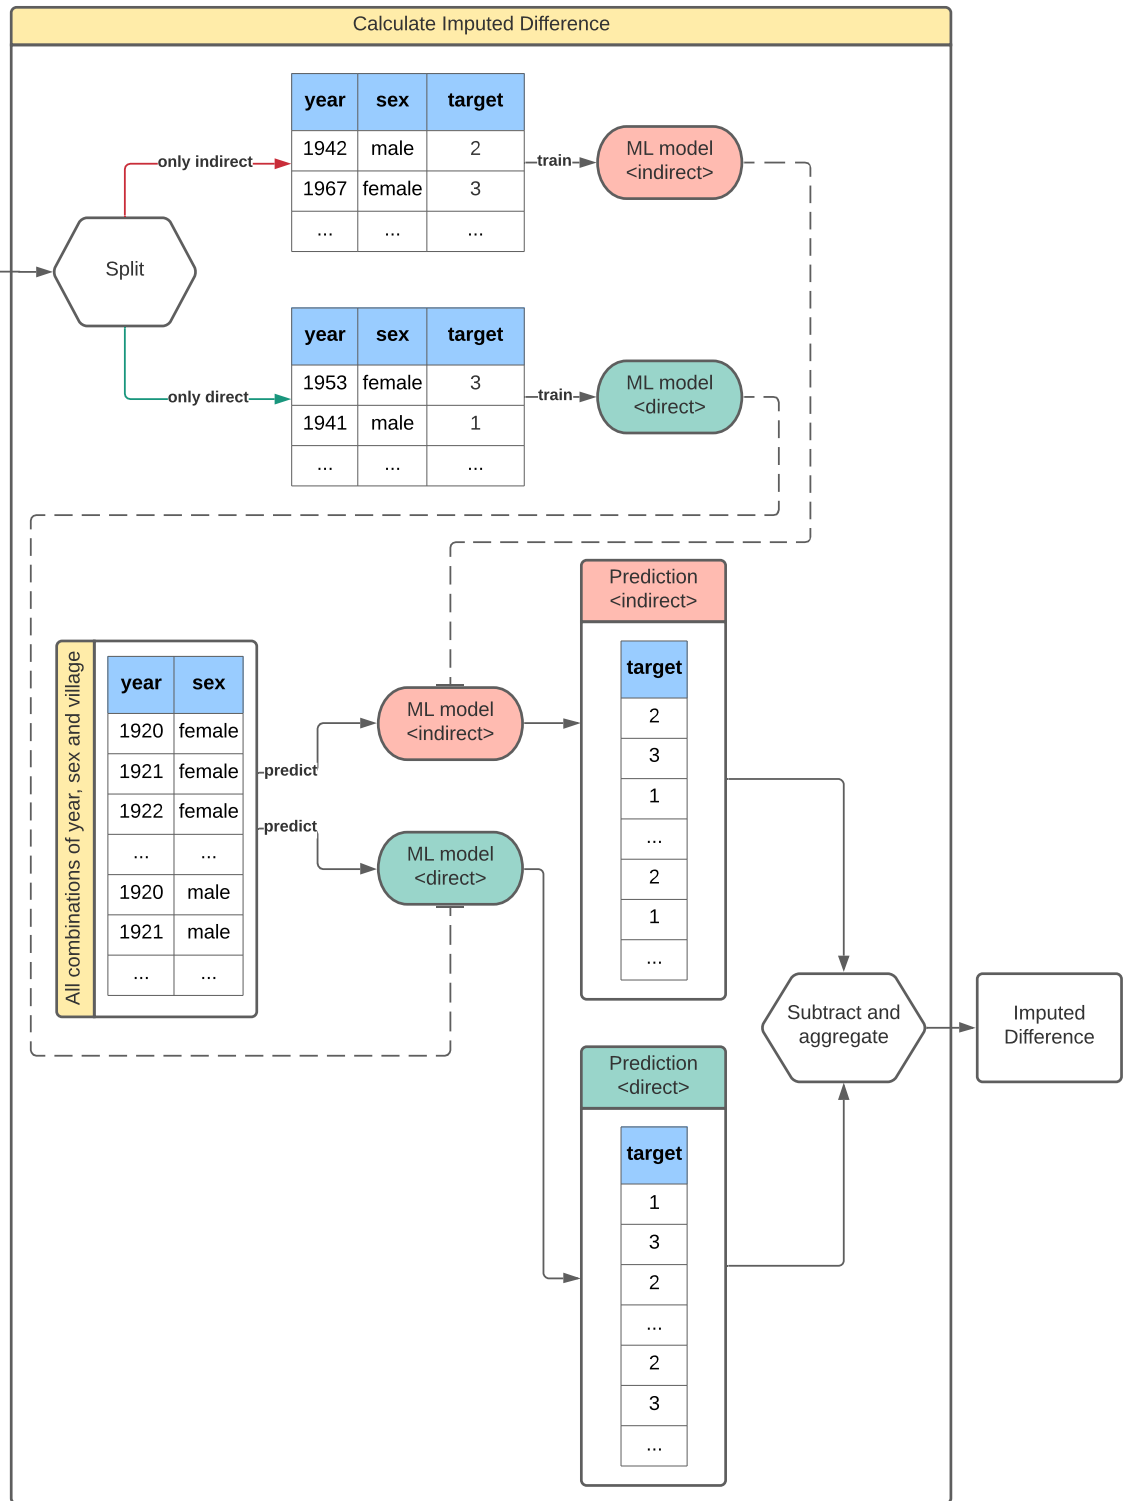 Calculate Imputed Difference
year sex target
1942 male 2
1967 female 3
... ... ...
only indirect
train
ML model
<indirect>
Split
year sex target
1953 female 3
1941 male 1
... ... ...
only direct
train
ML model
<direct>
All combinations of year, sex and village
year sex
1920 female
1921 female
1922 female
... ...
1920 male
1921 male
... ...
predict
predict
ML model
<indirect>
ML model
<direct>
Prediction
<indirect>
target
2
3
1
...
2
1
...
Subtract and
aggregate
Imputed
Difference
Prediction
<direct>
target
1
3
2
...
2
3
...